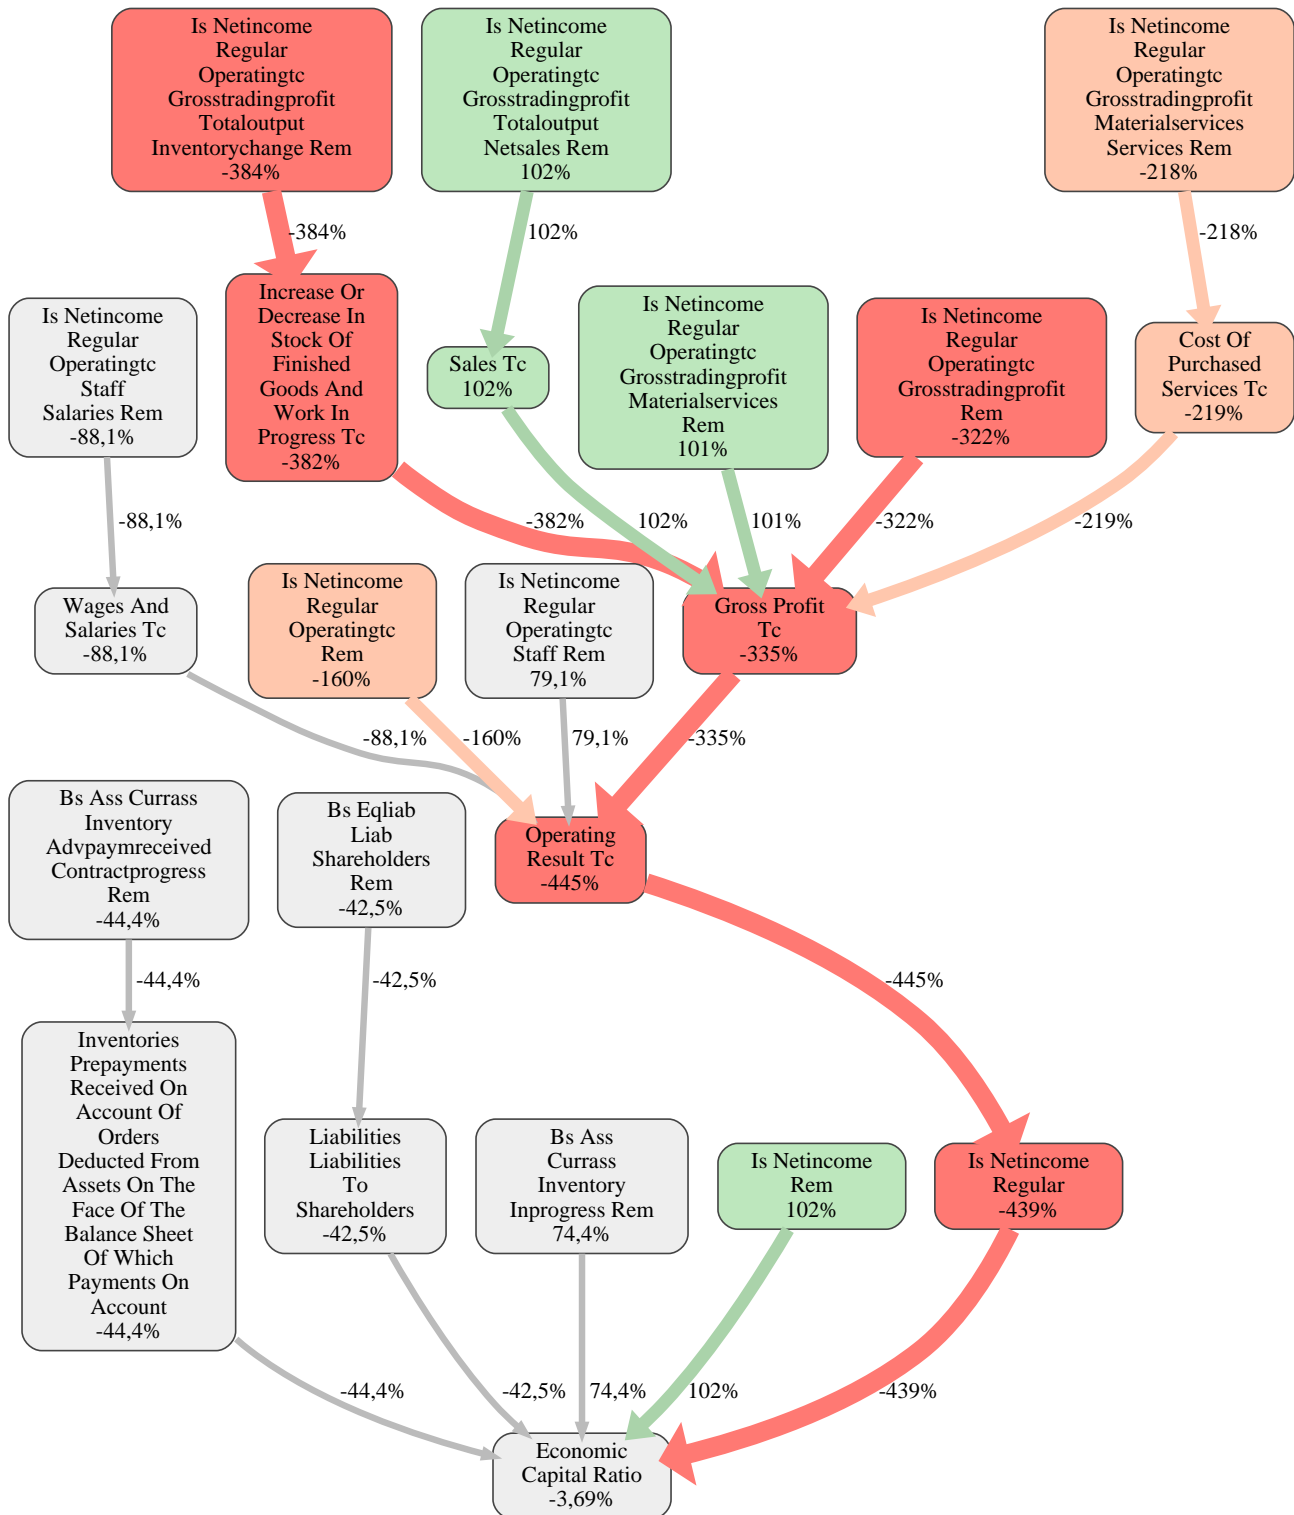 Is Netincome
Regular
Operatingtc
Grosstradingprofit
Totaloutput
Inventorychange Rem
-384%
Is Netincome
Regular
Operatingtc
Grosstradingprofit
Totaloutput
Netsales Rem
102%
Is Netincome
Regular
Operatingtc
Grosstradingprofit
Materialservices
Services Rem
-218%
-384%
102%
-218%
Is Netincome
Regular
Operatingtc
Staff
Salaries Rem
-88,1%
Increase Or
Decrease In
Stock Of
Finished
Goods And
Work In
Progress Tc
-382%
Sales Tc
102%
Is Netincome
Regular
Operatingtc
Grosstradingprofit
Materialservices
Rem
101%
Is Netincome
Regular
Operatingtc
Grosstradingprofit
Rem
-322%
Cost Of
Purchased
Services Tc
-219%
-88,1%
-382%
102%
101%
-322%
-219%
Wages And
Salaries Tc
-88,1%
Is Netincome
Regular
Operatingtc
Rem
-160%
Is Netincome
Regular
Operatingtc
Staff Rem
79,1%
Gross Profit
Tc
-335%
-88,1%
-160%
79,1%
-335%
Bs Ass Currass
Inventory
Advpaymreceived
Contractprogress
Rem
-44,4%
Bs Eqliab
Liab
Shareholders
Rem
-42,5%
Operating
Result Tc
-445%
-44,4%
-42,5%
-445%
Inventories
Prepayments
Received On
Account Of
Orders
Deducted From
Assets On The
Face Of The
Balance Sheet
Of Which
Payments On
Account
-44,4%
Liabilities
Liabilities
To
Shareholders
-42,5%
Bs Ass
Currass
Inventory
Inprogress Rem
74,4%
Is Netincome
Rem
102%
Is Netincome
Regular
-439%
-44,4%
-42,5%
74,4%
102%
-439%
Economic
Capital Ratio
-3,69%